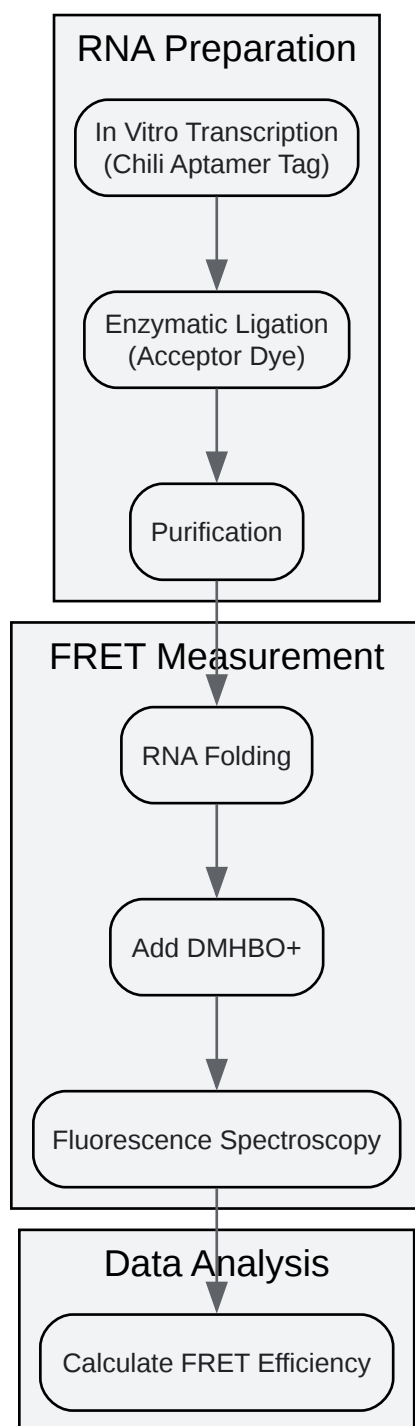 RNA Preparation
In Vitro Transcription
(Chili Aptamer Tag)
Enzymatic Ligation
(Acceptor Dye)
Purification
FRET Measurement
RNA Folding
Add DMHBO+
Fluorescence Spectroscopy
Data Analysis
Calculate FRET Efficiency